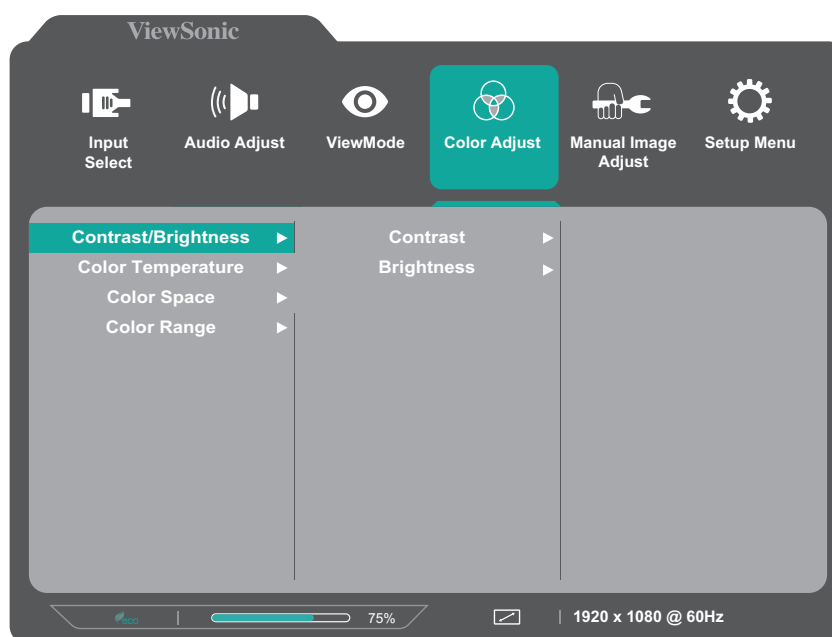 ViewSonic
Input
Select
Audio Adjust
ViewMode
Color Adjust
Manual Image
Adjust
Setup Menu
Contrast/Brightness
Color Temperature
Color Space
Color Range
Contrast
Brightness
eco
75%
1920 x 1080 @ 60Hz